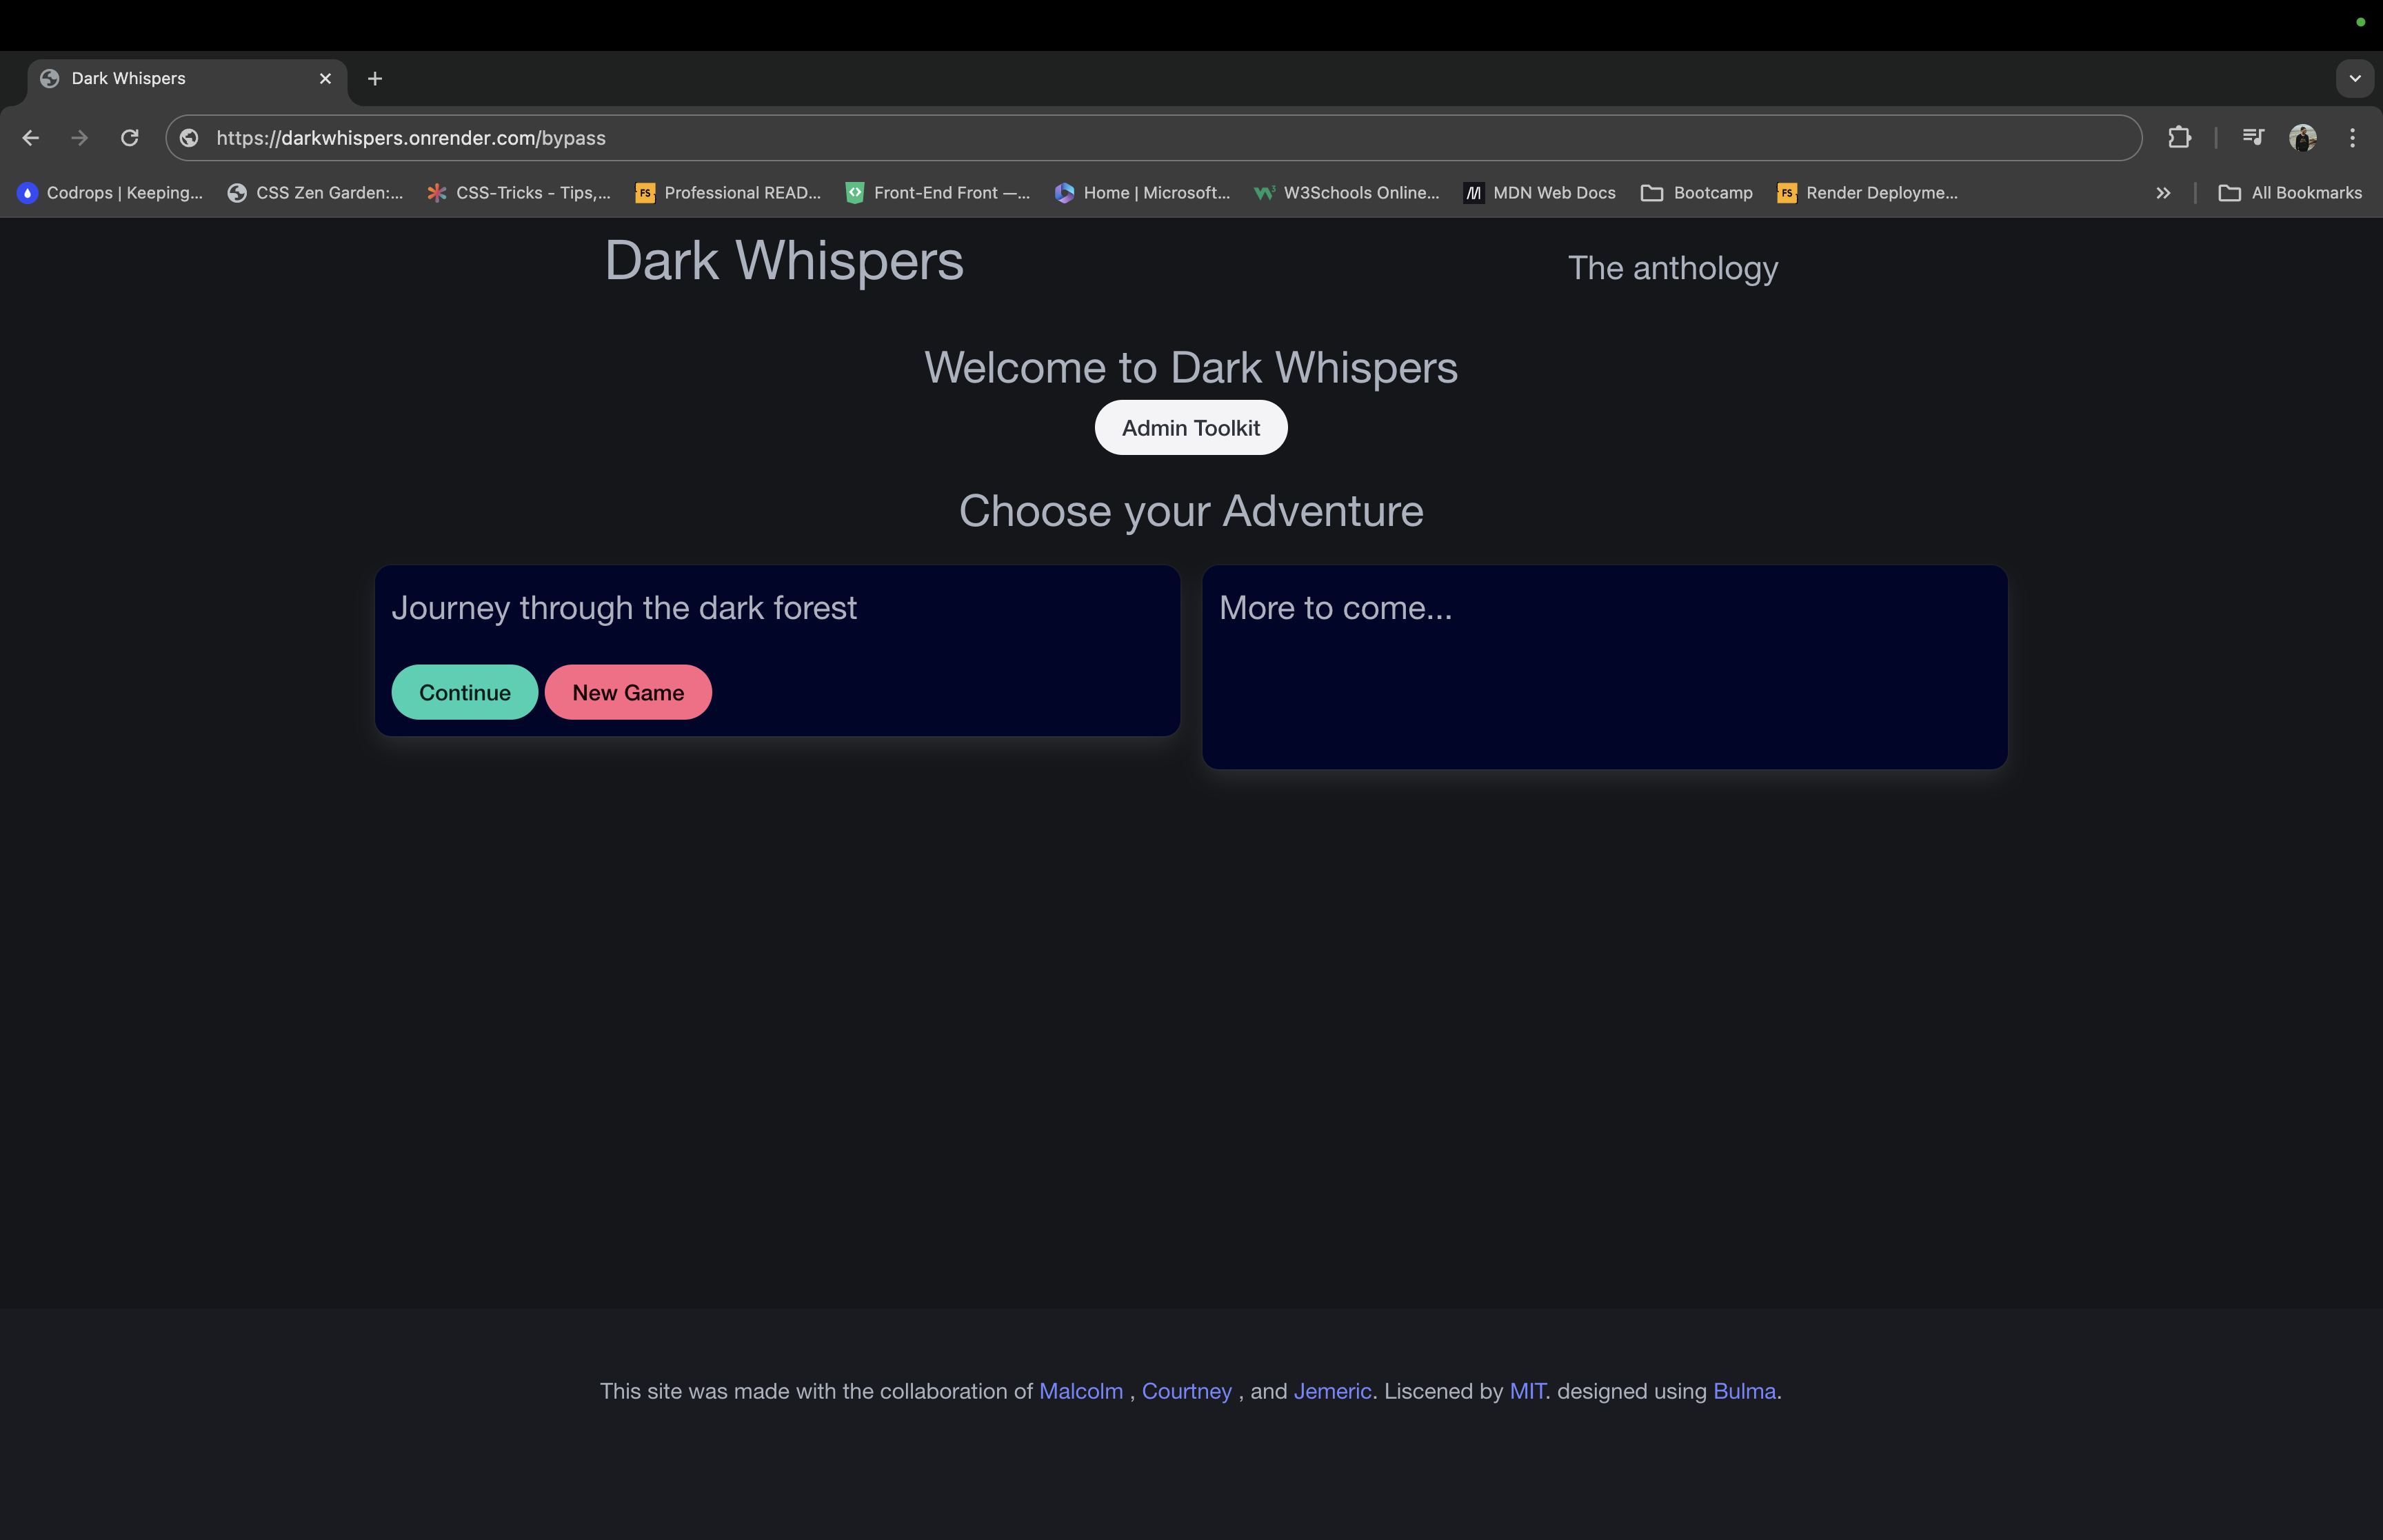 Dark Whispers
https://darkwhispers.onrender.com/bypass
Codrops | Keeping... CSS Zen Garden:... CSS-Tricks - Tips,... FS Professional READ... Front-End Front —... Home | Microsoft... W3Schools Online... MDN Web Docs Bootcamp FS Render Deployme... All Bookmarks
Dark Whispers The anthology
Welcome to Dark Whispers
Admin Toolkit
Choose your Adventure
Journey through the dark forest More to come...
Continue New Game
This site was made with the collaboration of Malcolm , Courtney , and Jemeric. Liscened by MIT. designed using Bulma.